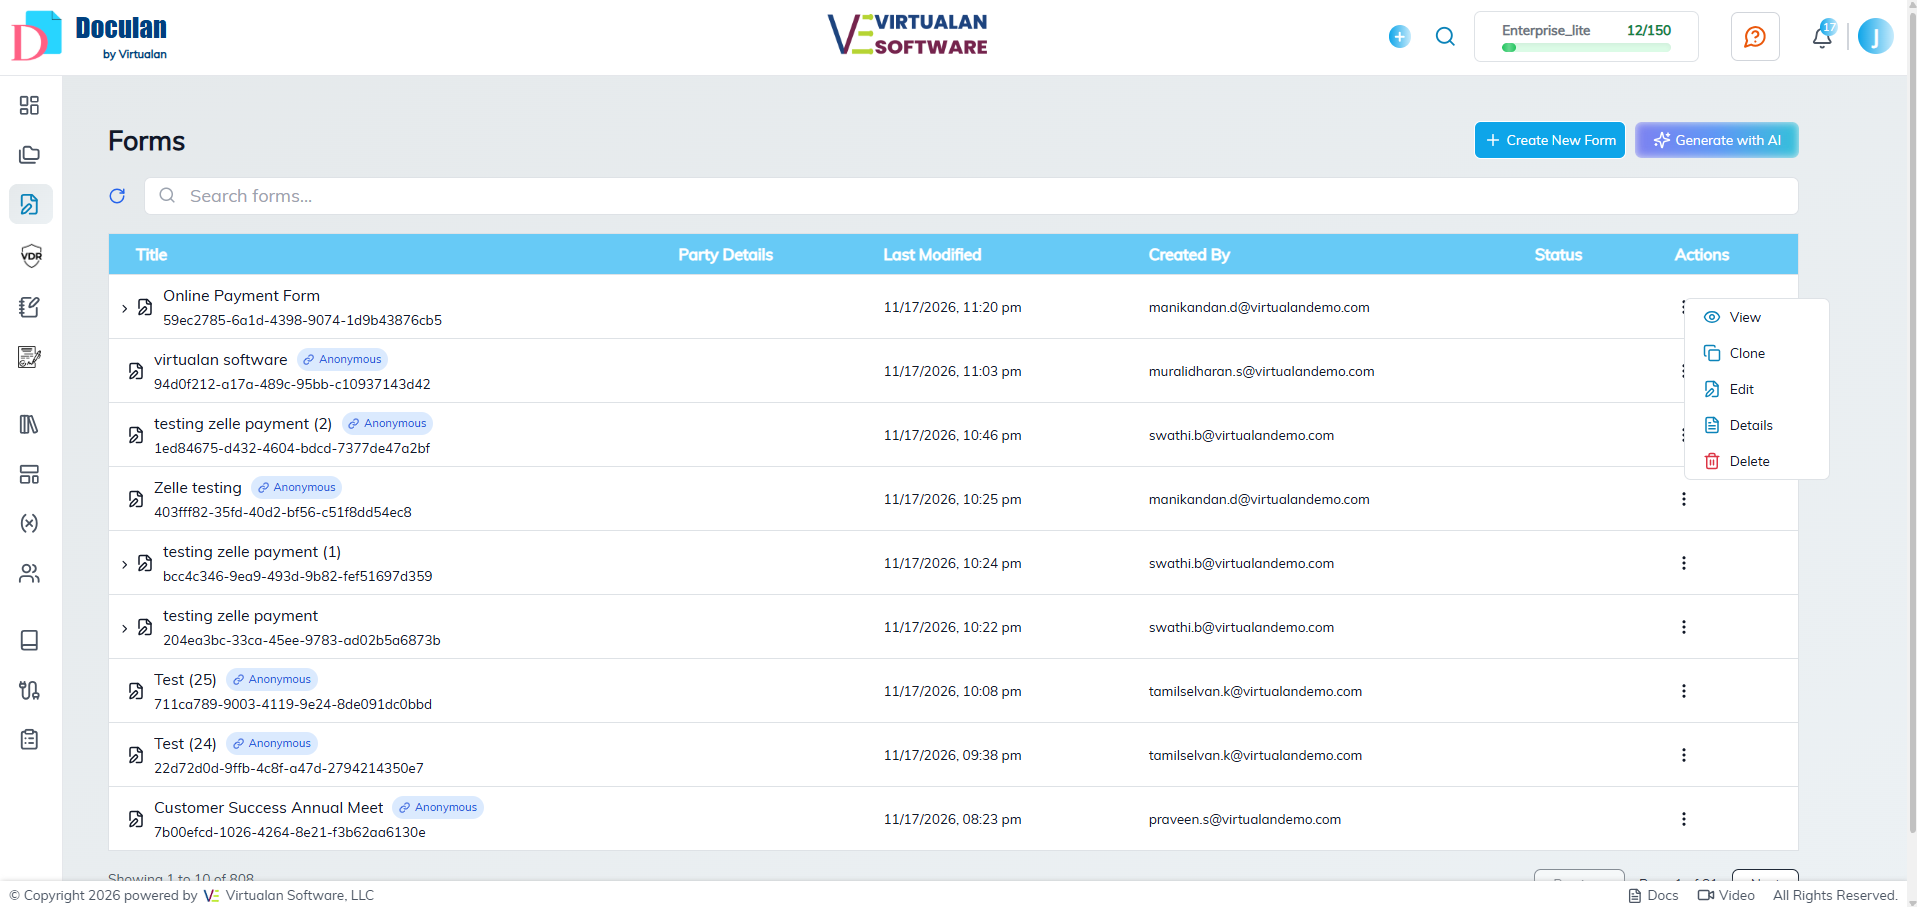 Doculan
by Virtualan
VIRTUALAN
SOFTWARE
Enterprise_lite 12/150
17
J
Forms
Create New Form
Generate with AI
Search forms...
Title Party Details Last Modified Created By Status Actions
Online Payment Form
59ec2785-6a1d-4398-9074-1d9b43876cb5
11/17/2026, 11:20 pm
manikandan.d@virtualandemo.com
virtualan software Anonymous
94d0f212-a17a-489c-95bb-c10937143d42
11/17/2026, 11:03 pm
muralidharan.s@virtualandemo.com
testing zelle payment (2) Anonymous
1ed84675-d432-4604-bdcd-7377de47a2bf
11/17/2026, 10:46 pm
swathi.b@virtualandemo.com
Zelle testing Anonymous
403fff82-35fd-40d2-bf56-c51f8dd54ec8
11/17/2026, 10:25 pm
manikandan.d@virtualandemo.com
testing zelle payment (1)
bcc4c346-9ea9-493d-9b82-fef51697d359
11/17/2026, 10:24 pm
swathi.b@virtualandemo.com
testing zelle payment
204ea3bc-33ca-45ee-9783-ad02b5a6873b
11/17/2026, 10:22 pm
swathi.b@virtualandemo.com
Test (25) Anonymous
711ca789-9003-4119-9e24-8de091dc0bbd
11/17/2026, 10:08 pm
tamilselvan.k@virtualandemo.com
Test (24) Anonymous
22d72d0d-9ffb-4c8f-a47d-2794214350e7
11/17/2026, 09:38 pm
tamilselvan.k@virtualandemo.com
Customer Success Annual Meet Anonymous
7b00efcd-1026-4264-8e21-f3b62aa6130e
11/17/2026, 08:23 pm
praveen.s@virtualandemo.com
View
Clone
Edit
Details
Delete
VDR
Showing 1 to 10 of 808
© Copyright 2026 powered by VE Virtualan Software, LLC
Docs Video All Rights Reserved.